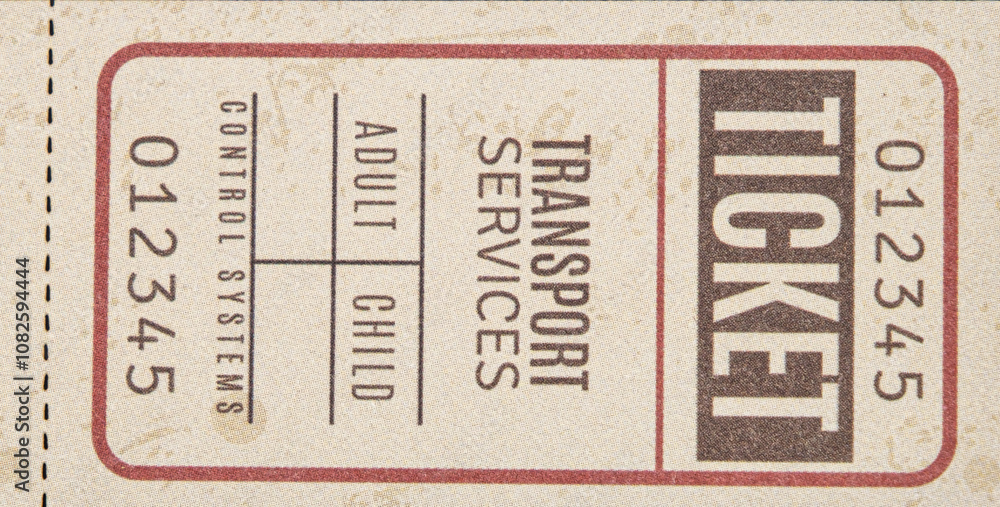 012345
TICKET
TRANSPORT
SERVICES
ADULT CHILD
CONTROL SYSTEMS
012345
Adobe Stock | #1082594444